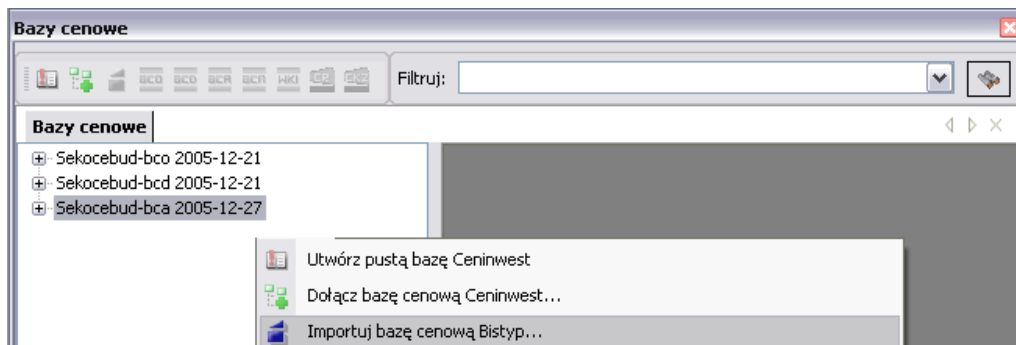 Bazy cenowe
BCO BCD BCA BCR WKI
Filtruj:
Bazy cenowe
Sekocebud-bco 2005-12-21
Sekocebud-bcd 2005-12-21
Sekocebud-bca 2005-12-27
Utwórz pustą bazę Ceninwest
Dołącz bazę cenową Ceninwest...
Importuj bazę cenową Bistyp...